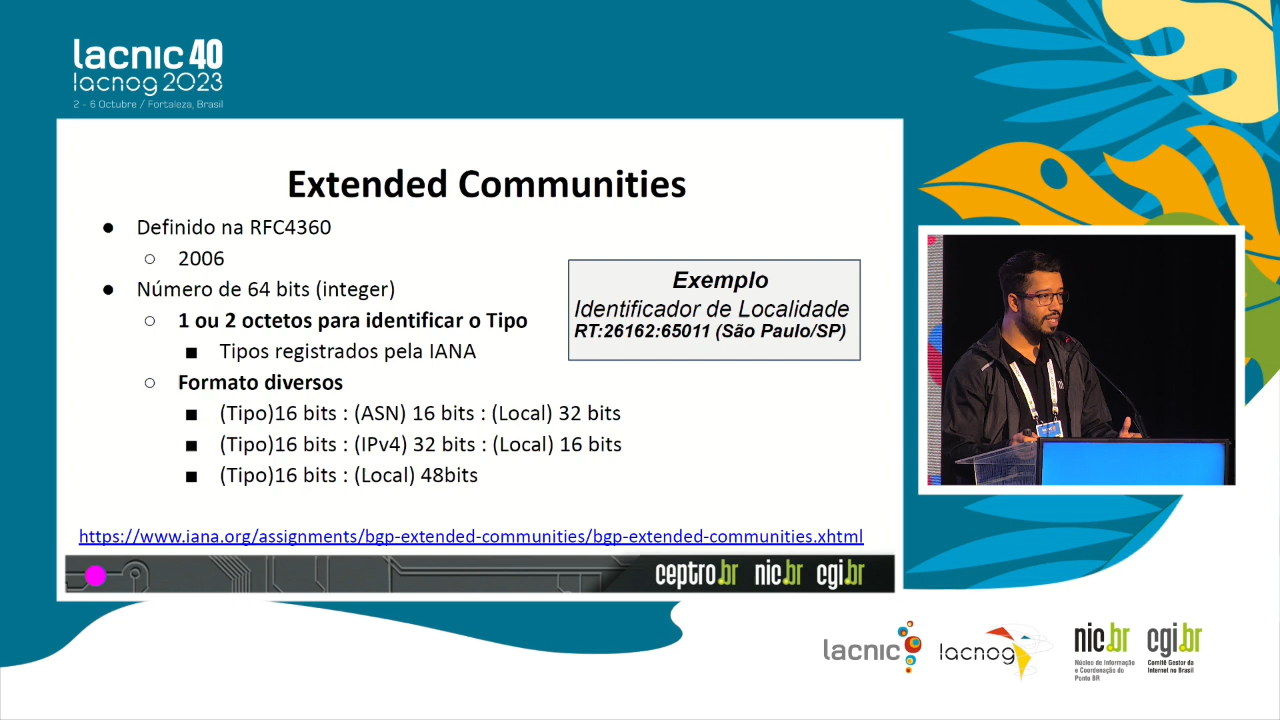 lacnic 40
lacnog 2023
2 - 6 Octubre / Fortaleza, Brasil
Extended Communities
● Definido na RFC4360
○ 2006
● Número de 64 bits (integer)
○ 1 ou 2 octetos para identificar o Tipo
■ Tipos registrados pela IANA
○ Formato diversos
■ (Tipo)16 bits : (ASN) 16 bits : (Local) 32 bits
■ (Tipo)16 bits : (IPv4) 32 bits : (Local) 16 bits
■ (Tipo)16 bits : (Local) 48bits
Exemplo
Identificador de Localidade
RT:26162:65011 (São Paulo/SP)
https://www.iana.org/assignments/bgp-extended-communities/bgp-extended-communities.xhtml
ceptro.br nic.br cgi.br
lacnic
lacnog
nic.br
Núcleo de Informação
e Coordenação do
Ponto BR
cgi.br
Comitê Gestor da
Internet no Brasil